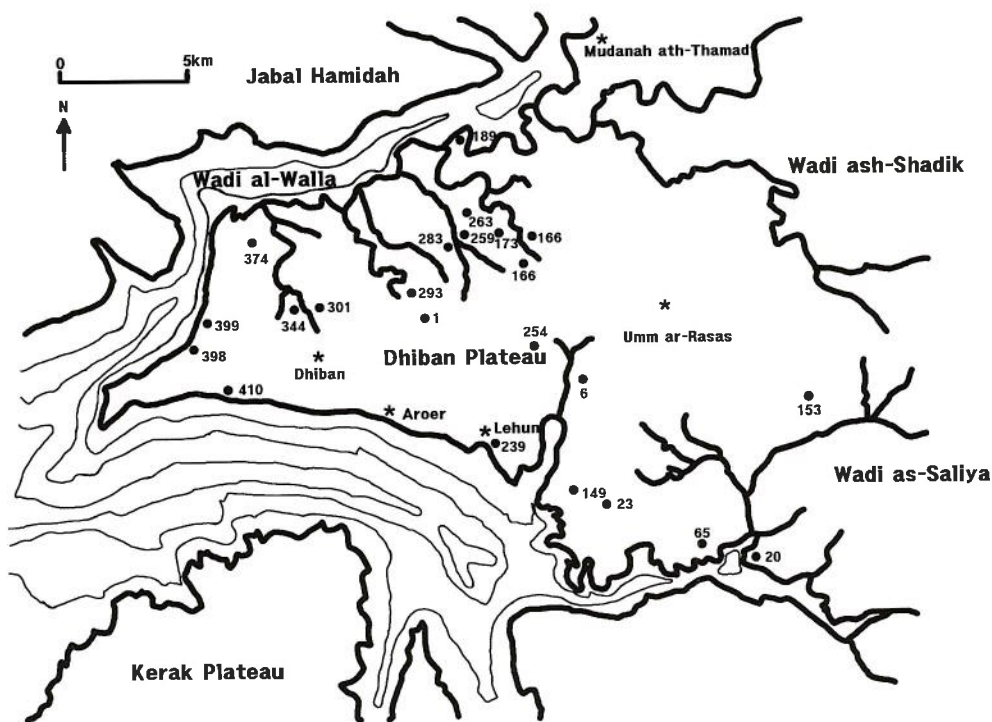 Mudanah ath-Thamad
0 5km
Jabal Hamidah
N
189
Wadi ash-Shadik
Wadi al-Walla
263
259
173
166
283
374
166
293
301
344
1
Umm ar-Rasas
399
254
398
Dhiban Plateau
Dhiban
6
410
153
Aroer
Lehun
239
Wadi as-Saliya
149
23
65
20
Kerak Plateau